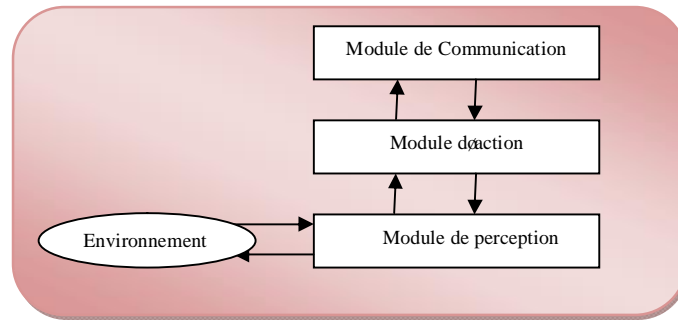 Module de Communication
Module døaction
Module de perception
Environnement